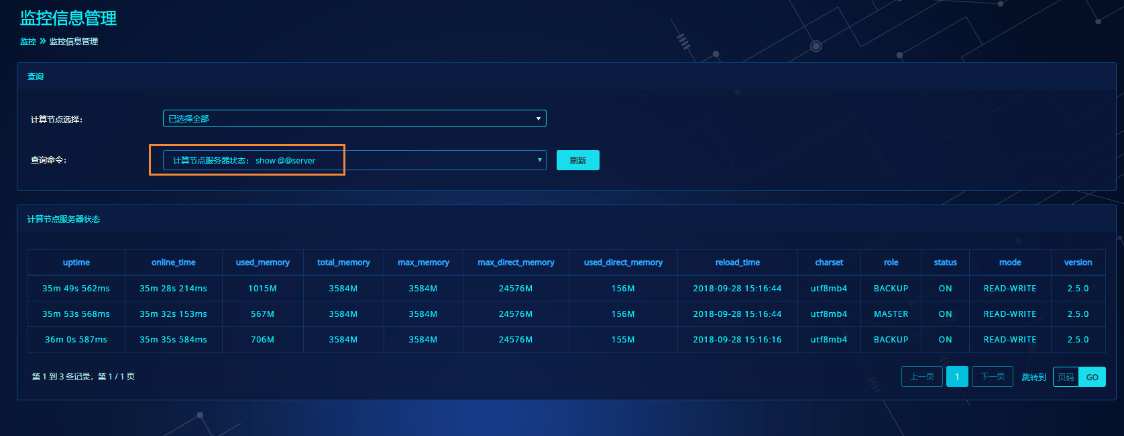 监控信息管理
监控 » 监控信息管理
查询
计算节点选择： 已选择全部
查询命令： 计算节点服务器状态： show @@server 刷新
计算节点服务器状态
uptime online_time used_memory total_memory max_memory max_direct_memory used_direct_memory reload_time charset role status mode version
35m 49s 562ms 35m 28s 214ms 1015M 3584M 3584M 24576M 156M 2018-09-28 15:16:44 utf8mb4 BACKUP ON READ-WRITE 2.5.0
35m 53s 568ms 35m 32s 153ms 567M 3584M 3584M 24576M 156M 2018-09-28 15:16:44 utf8mb4 MASTER ON READ-WRITE 2.5.0
36m 0s 587ms 35m 35s 584ms 706M 3584M 3584M 24576M 155M 2018-09-28 15:16:16 utf8mb4 BACKUP ON READ-WRITE 2.5.0
第 1 到 3 条记录，第 1 / 1 页 上一页 1 下一页 跳转到 页码 GO